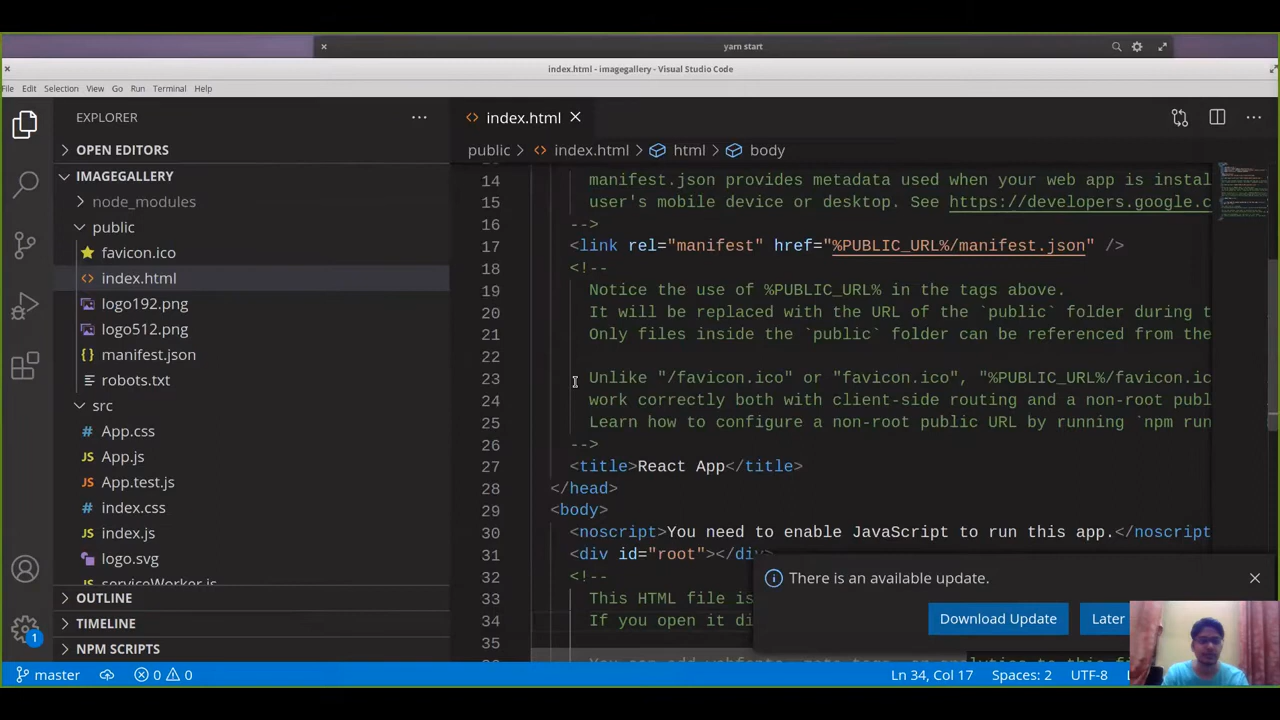 yarn start
index.html - imagegallery - Visual Studio Code
File Edit Selection View Go Run Terminal Help
EXPLORER
index.html
OPEN EDITORS
public > index.html > html > body
IMAGEGALLERY
node_modules
public
favicon.ico
index.html
logo192.png
logo512.png
manifest.json
robots.txt
src
App.css
App.js
App.test.js
index.css
index.js
logo.svg
serviceWorker.js
OUTLINE
TIMELINE
NPM SCRIPTS
14 manifest.json provides metadata used when your web app is instal
15 user's mobile device or desktop. See https://developers.google.c
16 -->
17 <link rel="manifest" href="%PUBLIC_URL%/manifest.json" />
18 <!--
19 Notice the use of %PUBLIC_URL% in the tags above.
20 It will be replaced with the URL of the `public` folder during t
21 Only files inside the `public` folder can be referenced from the
22
23 Unlike "/favicon.ico" or "favicon.ico", "%PUBLIC_URL%/favicon.ic
24 work correctly both with client-side routing and a non-root publ
25 Learn how to configure a non-root public URL by running `npm run
26 -->
27 <title>React App</title>
28 </head>
29 <body>
30 <noscript>You need to enable JavaScript to run this app.</noscript
31 <div id="root"></div>
32 <!--
33 This HTML file is
34 If you open it di
35
There is an available update.
Download Update Later
1
master 0 0 Ln 34, Col 17 Spaces: 2 UTF-8